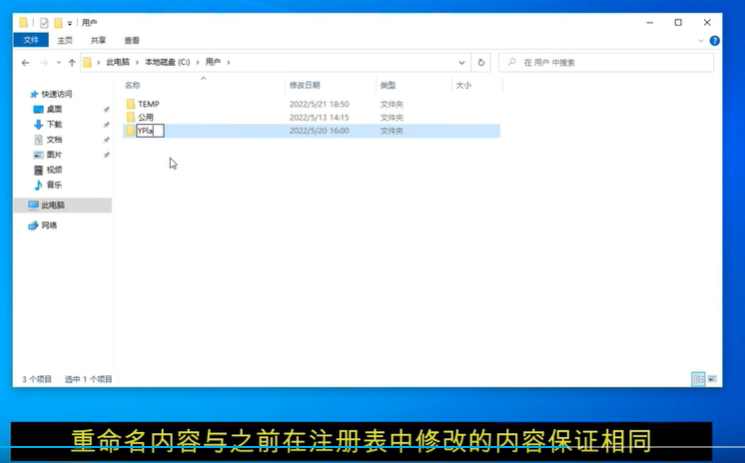 用户
文件 主页 共享 查看
此电脑 › 本地磁盘 (C:) › 用户 ›
在 用户 中搜索
名称 修改日期 类型 大小
快速访问
桌面
下载
文档
图片
视频
音乐
此电脑
网络
TEMP 2022/5/21 18:50 文件夹
公用 2022/5/13 14:15 文件夹
YPla 2022/5/20 16:00 文件夹
3 个项目 选中 1 个项目
重命名内容与之前在注册表中修改的内容保证相同